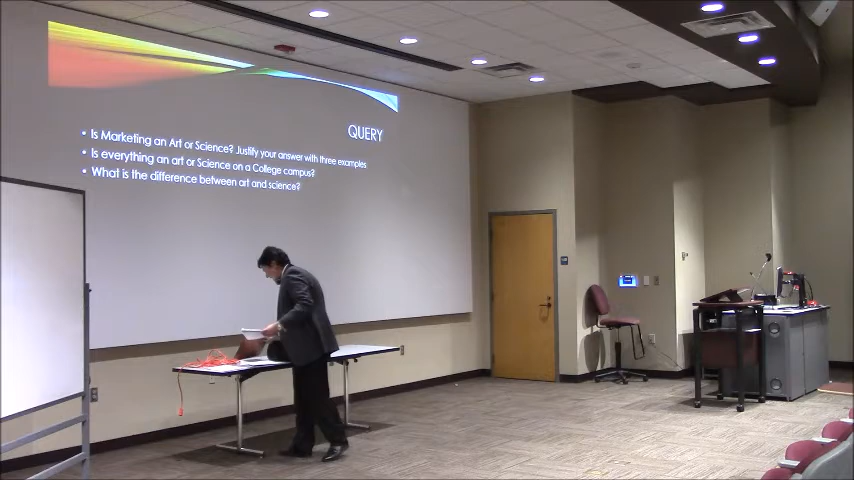 QUERY
• Is Marketing an Art or Science? Justify your answer with three examples
• Is everything an art or Science on a College campus?
• What is the difference between art and science?